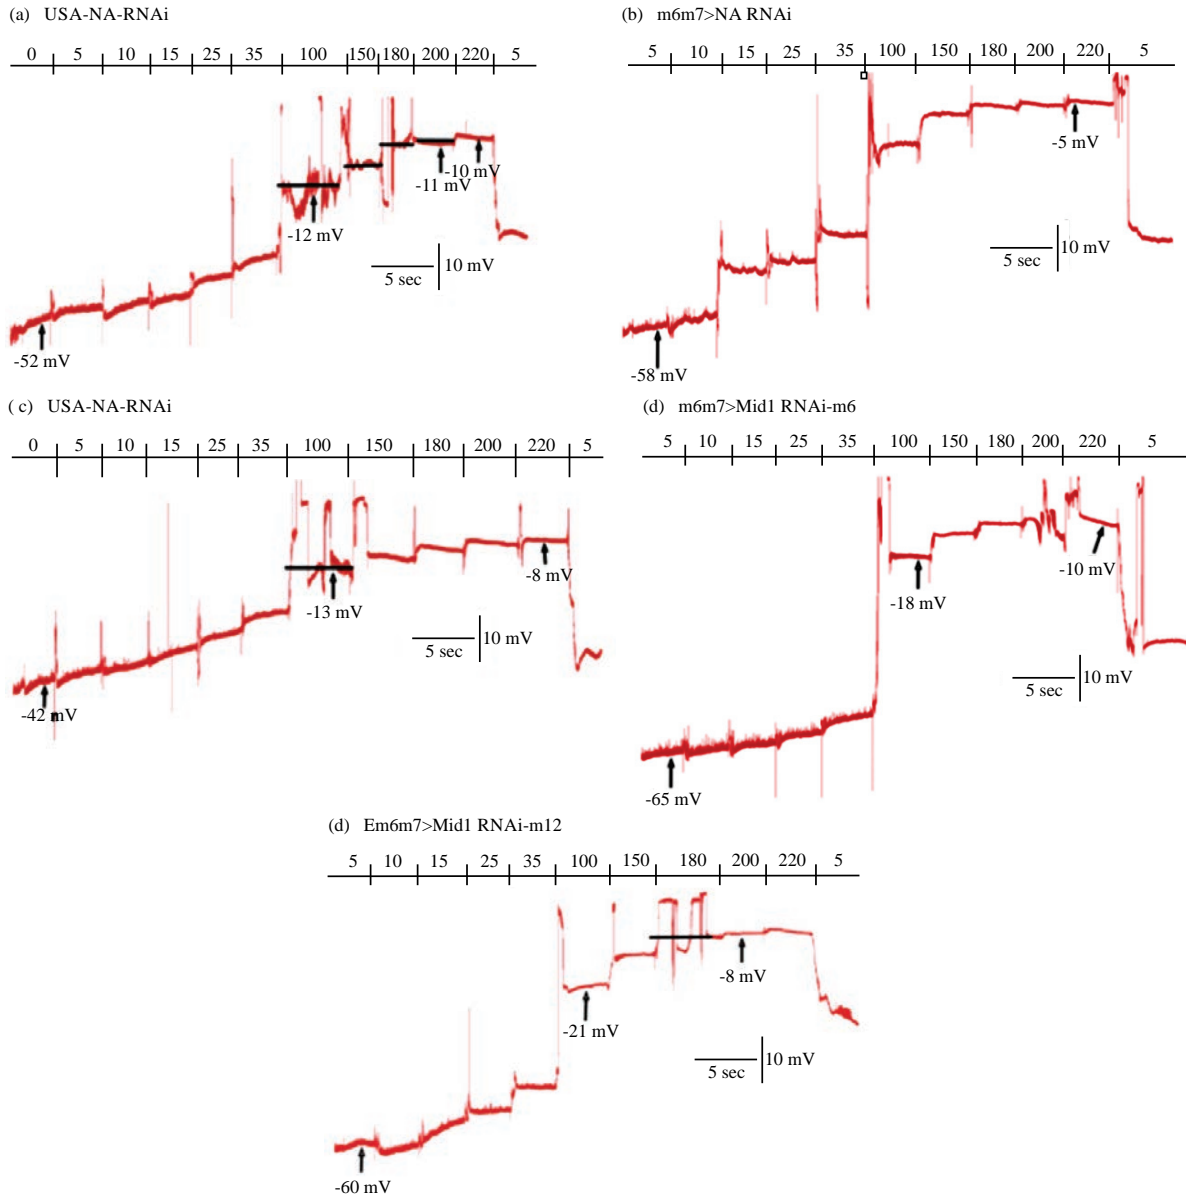 (a) USA-NA-RNAi
0 5 10 15 25 35 100 150 180 200 220 5
-10 mV
-11 mV
-12 mV
10 mV
5 sec
-52 mV
(b) m6m7>NA RNAi
5 10 15 25 35 100 150 180 200 220 5
-5 mV
10 mV
5 sec
-58 mV
( c) USA-NA-RNAi
0 5 10 15 25 35 100 150 180 200 220 5
-8 mV
-13 mV
10 mV
5 sec
-42 mV
(d) m6m7>Mid1 RNAi-m6
5 10 15 25 35 100 150 180 200 220 5
-10 mV
-18 mV
10 mV
5 sec
-65 mV
(d) Em6m7>Mid1 RNAi-m12
5 10 15 25 35 100 150 180 200 220 5
-8 mV
-21 mV
10 mV
5 sec
-60 mV